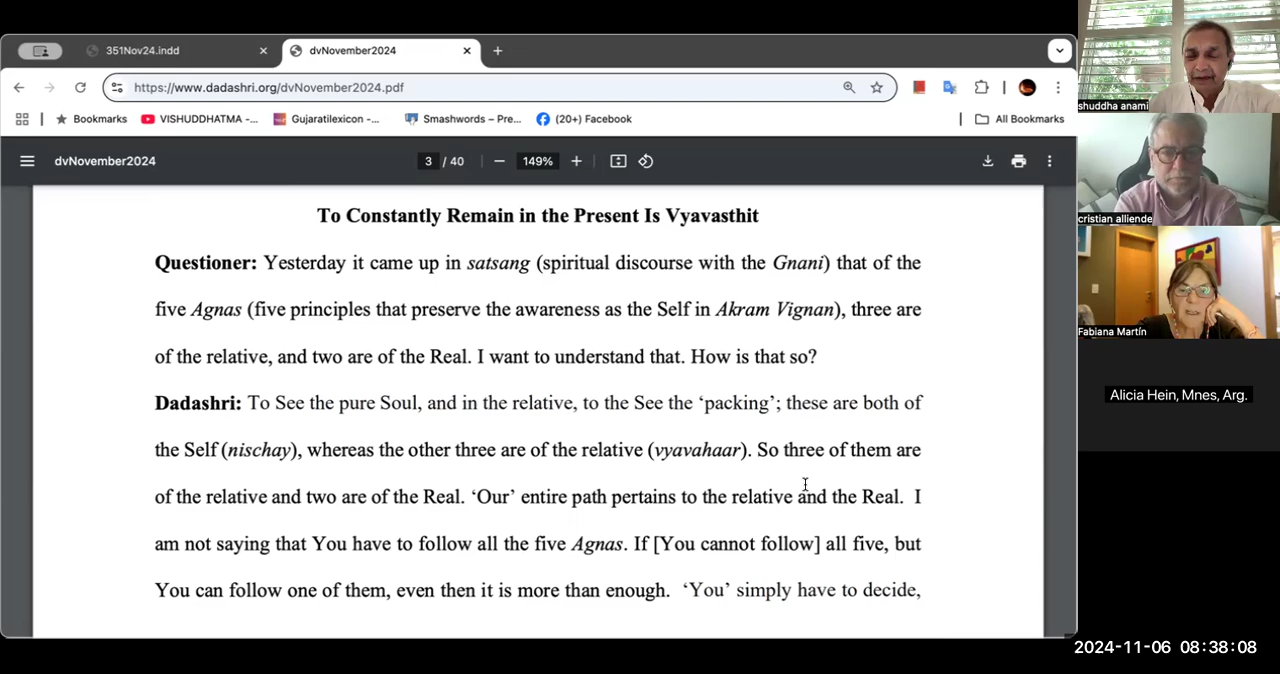 351Nov24.indd
dvNovember2024
https://www.dadashri.org/dvNovember2024.pdf
Bookmarks
VISHUDDHATMA -...
Gujaratilexicon -...
Smashwords – Pre...
(20+) Facebook
All Bookmarks
dvNovember2024
3 / 40
149%
To Constantly Remain in the Present Is Vyavasthit
Questioner: Yesterday it came up in satsang (spiritual discourse with the Gnani) that of the
five Agnas (five principles that preserve the awareness as the Self in Akram Vignan), three are
of the relative, and two are of the Real. I want to understand that. How is that so?
Dadashri: To See the pure Soul, and in the relative, to the See the ‘packing’; these are both of
the Self (nischay), whereas the other three are of the relative (vyavahaar). So three of them are
of the relative and two are of the Real. ‘Our’ entire path pertains to the relative and the Real. I
am not saying that You have to follow all the five Agnas. If [You cannot follow] all five, but
You can follow one of them, even then it is more than enough. ‘You’ simply have to decide,
shuddha anami
cristian alliende
Fabiana Martín
Alicia Hein, Mnes, Arg.
2024-11-06 08:38:08